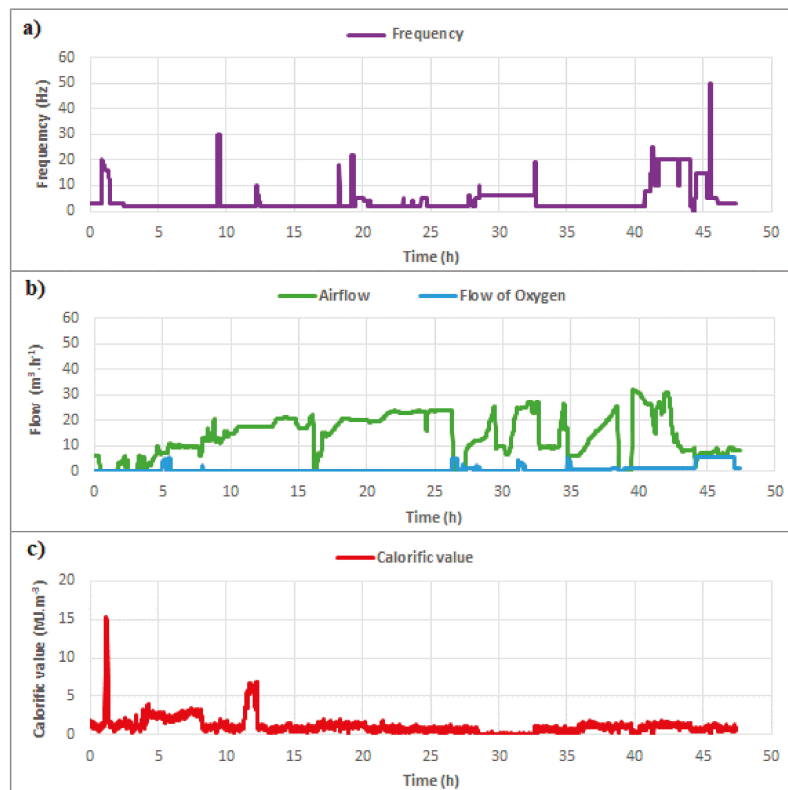 a)
Frequency
60
50
40
30
20
10
0
Frequemcy (Hz)
0 5 10 15 20 25 30 35 40 45 50
Time (h)
b)
Airflow Flow of Oxygen
60
50
40
30
20
10
0
Flow (m³.h⁻¹)
0 5 10 15 20 25 30 35 40 45 50
Time (h)
c)
Calorific value
20
15
10
5
0
Calorific value (MJ.m⁻³)
0 5 10 15 20 25 30 35 40 45 50
Time (h)